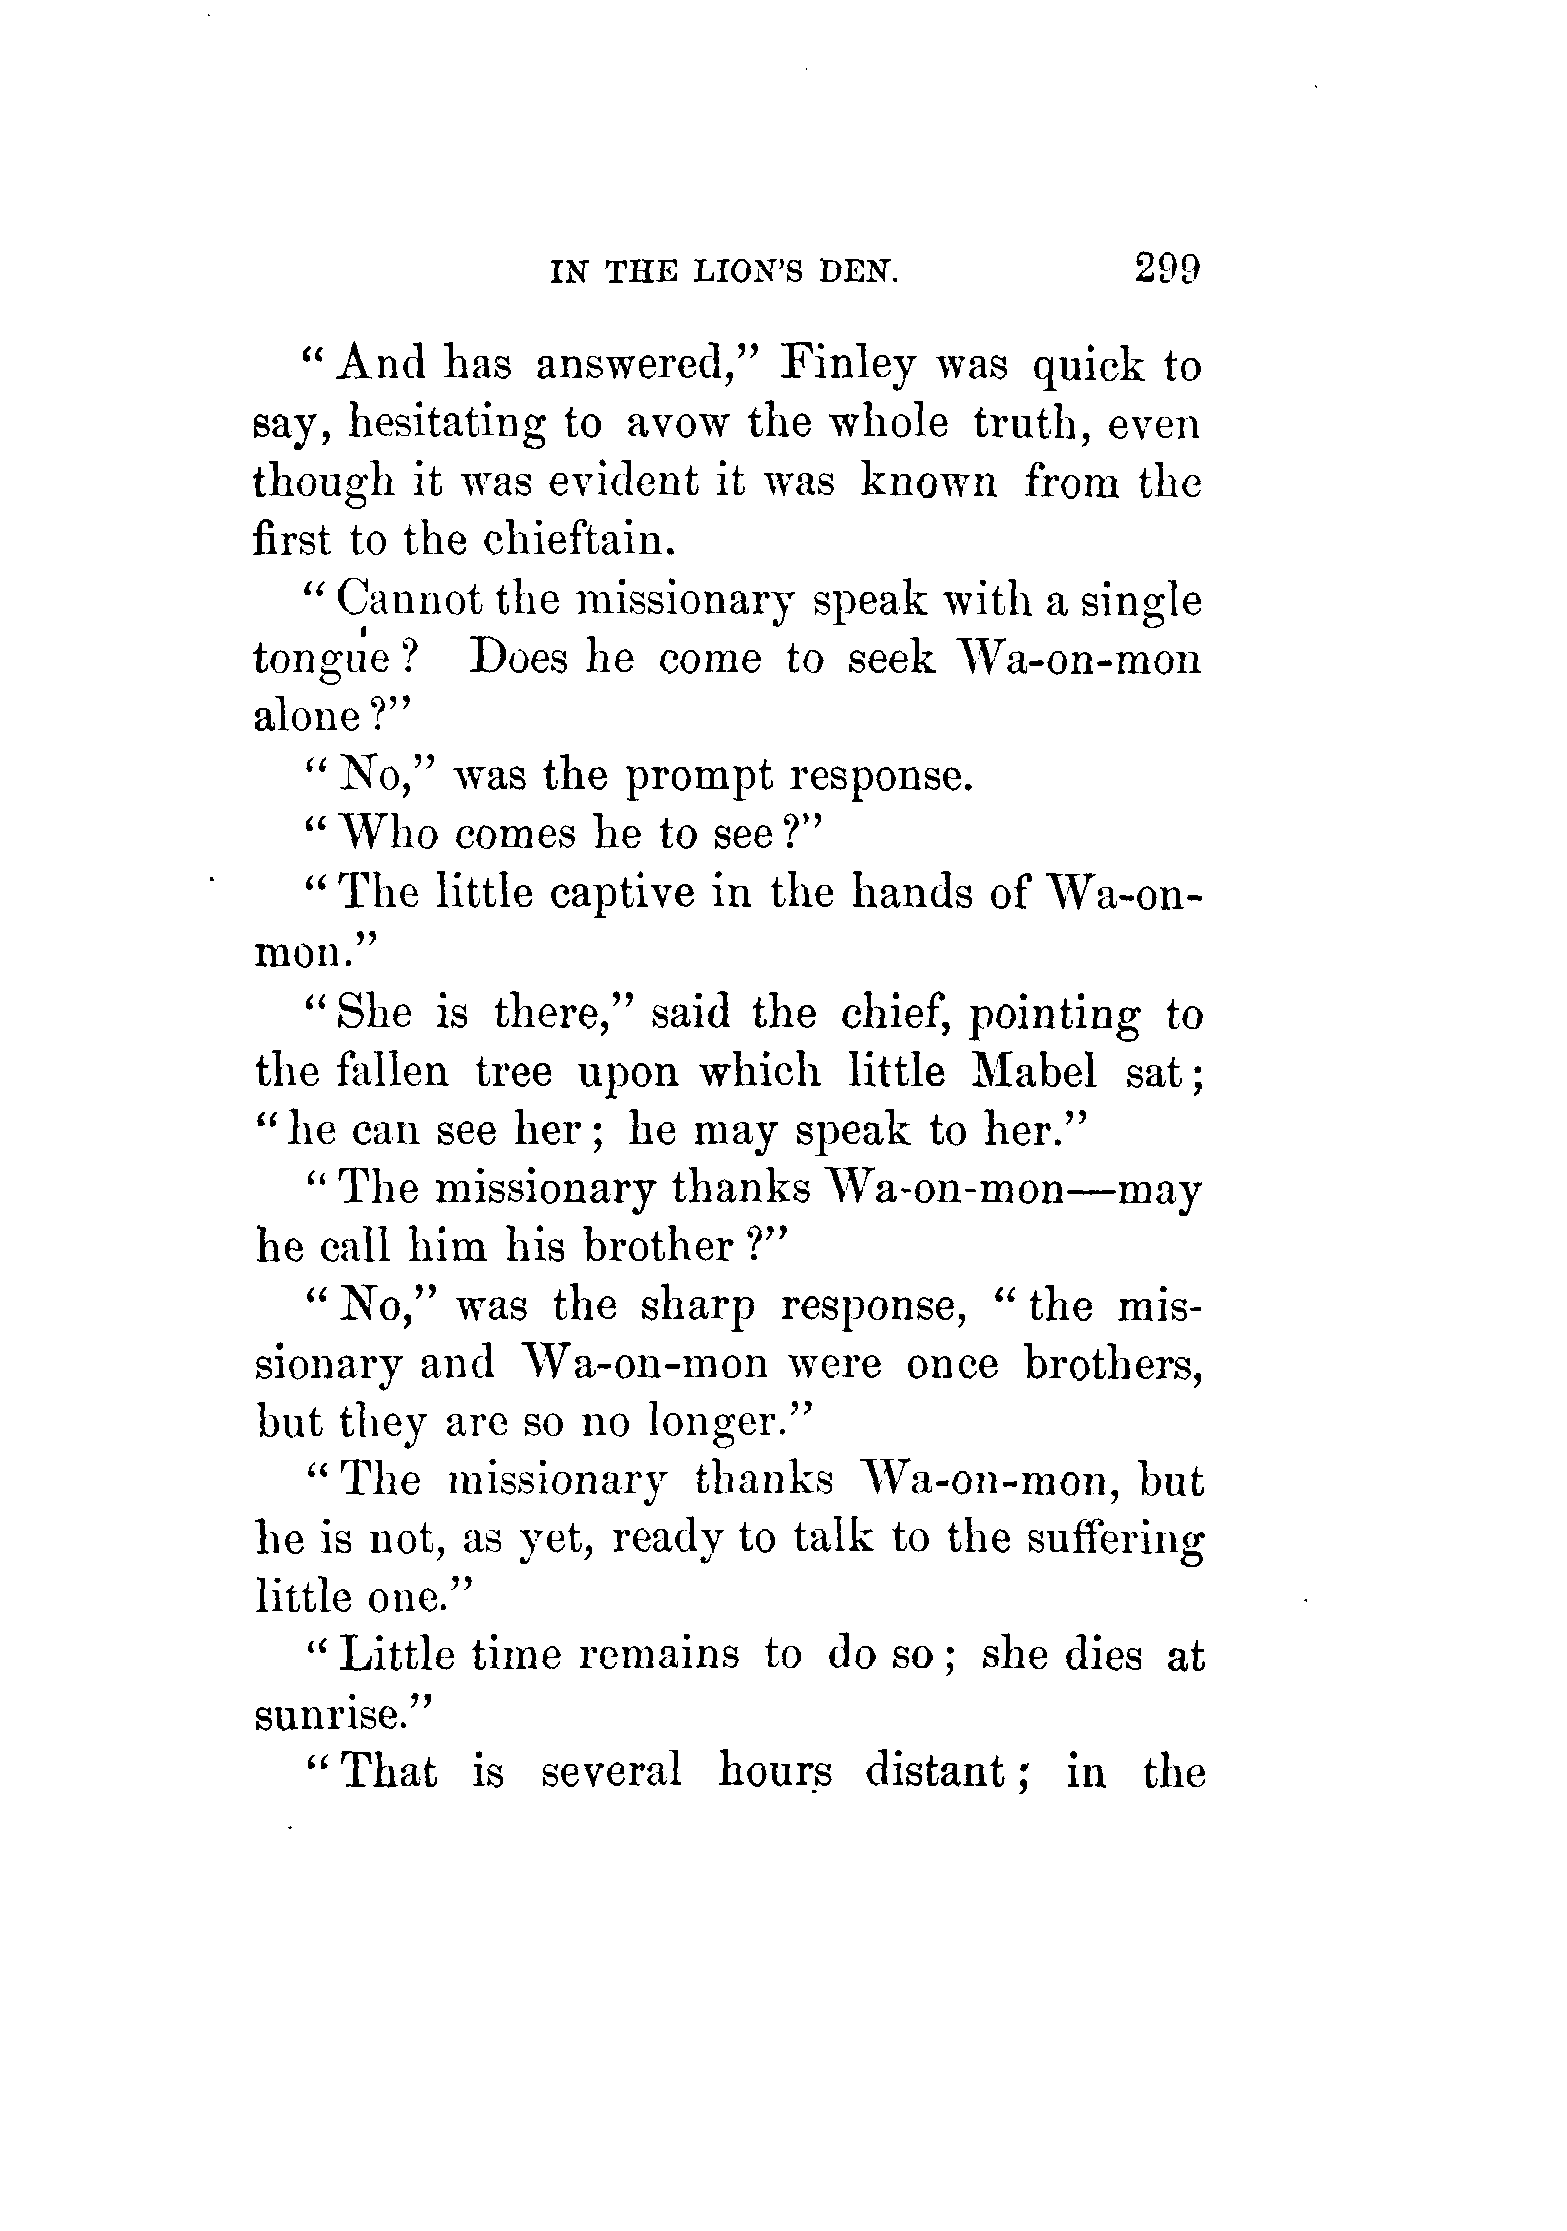 IN THE LION'S DEN. 299
"And has answered," Finley was quick to
say, hesitating to avow the whole truth, even
though it was evident it was known from the
first to the chieftain.
"Cannot the missionary speak with a single
tongue? Does he come to seek Wa-on-mon
alone?"
"No," was the prompt response.
"Who comes he to see?"
"The little captive in the hands of Wa-on-
mon."
"She is there," said the chief, pointing to
the fallen tree upon which little Mabel sat;
"he can see her; he may speak to her."
"The missionary thanks Wa-on-mon—may
he call him his brother?"
"No," was the sharp response, "the mis-
sionary and Wa-on-mon were once brothers,
but they are so no longer."
"The missionary thanks Wa-on-mon, but
he is not, as yet, ready to talk to the suffering
little one."
"Little time remains to do so; she dies at
sunrise."
"That is several hours distant; in the